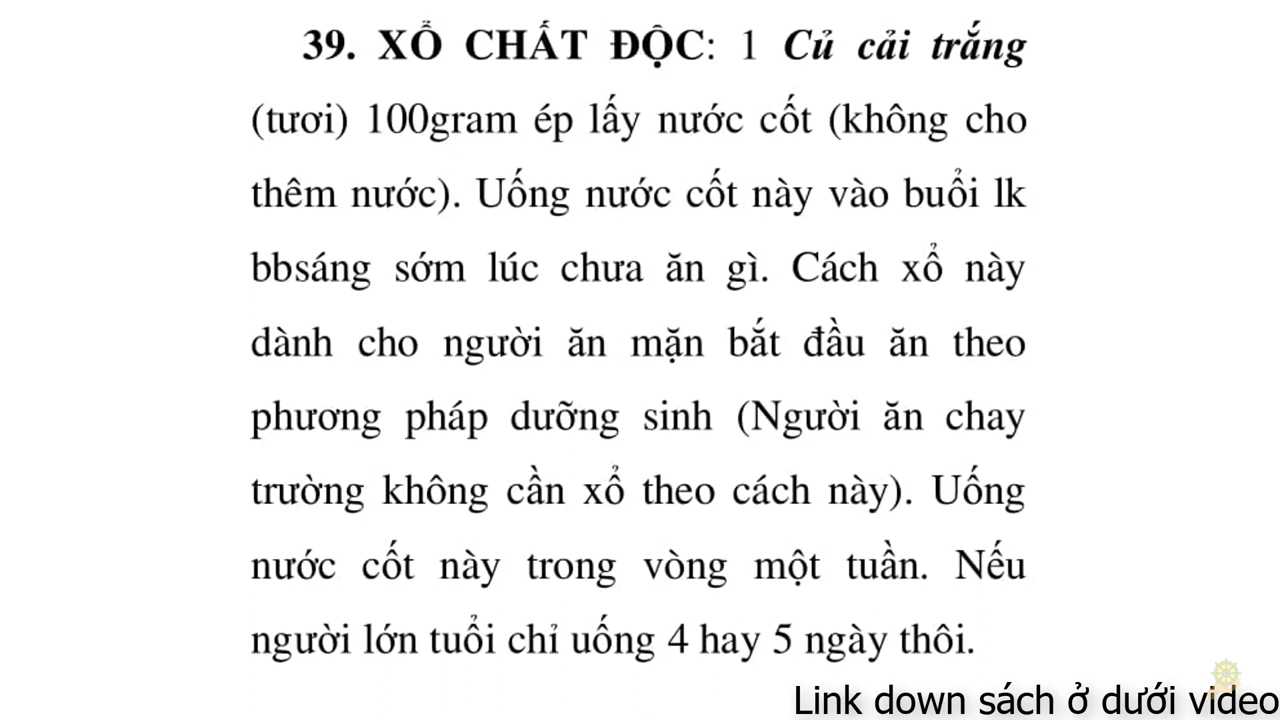 39. XỔ CHẤT ĐỘC: 1 Củ cải trắng
(tươi) 100gram ép lấy nước cốt (không cho
thêm nước). Uống nước cốt này vào buổi lk
bbsáng sớm lúc chưa ăn gì. Cách xổ này
dành cho người ăn mặn bắt đầu ăn theo
phương pháp dưỡng sinh (Người ăn chay
trường không cần xổ theo cách này). Uống
nước cốt này trong vòng một tuần. Nếu
người lớn tuổi chỉ uống 4 hay 5 ngày thôi.
Link down sách ở dưới video